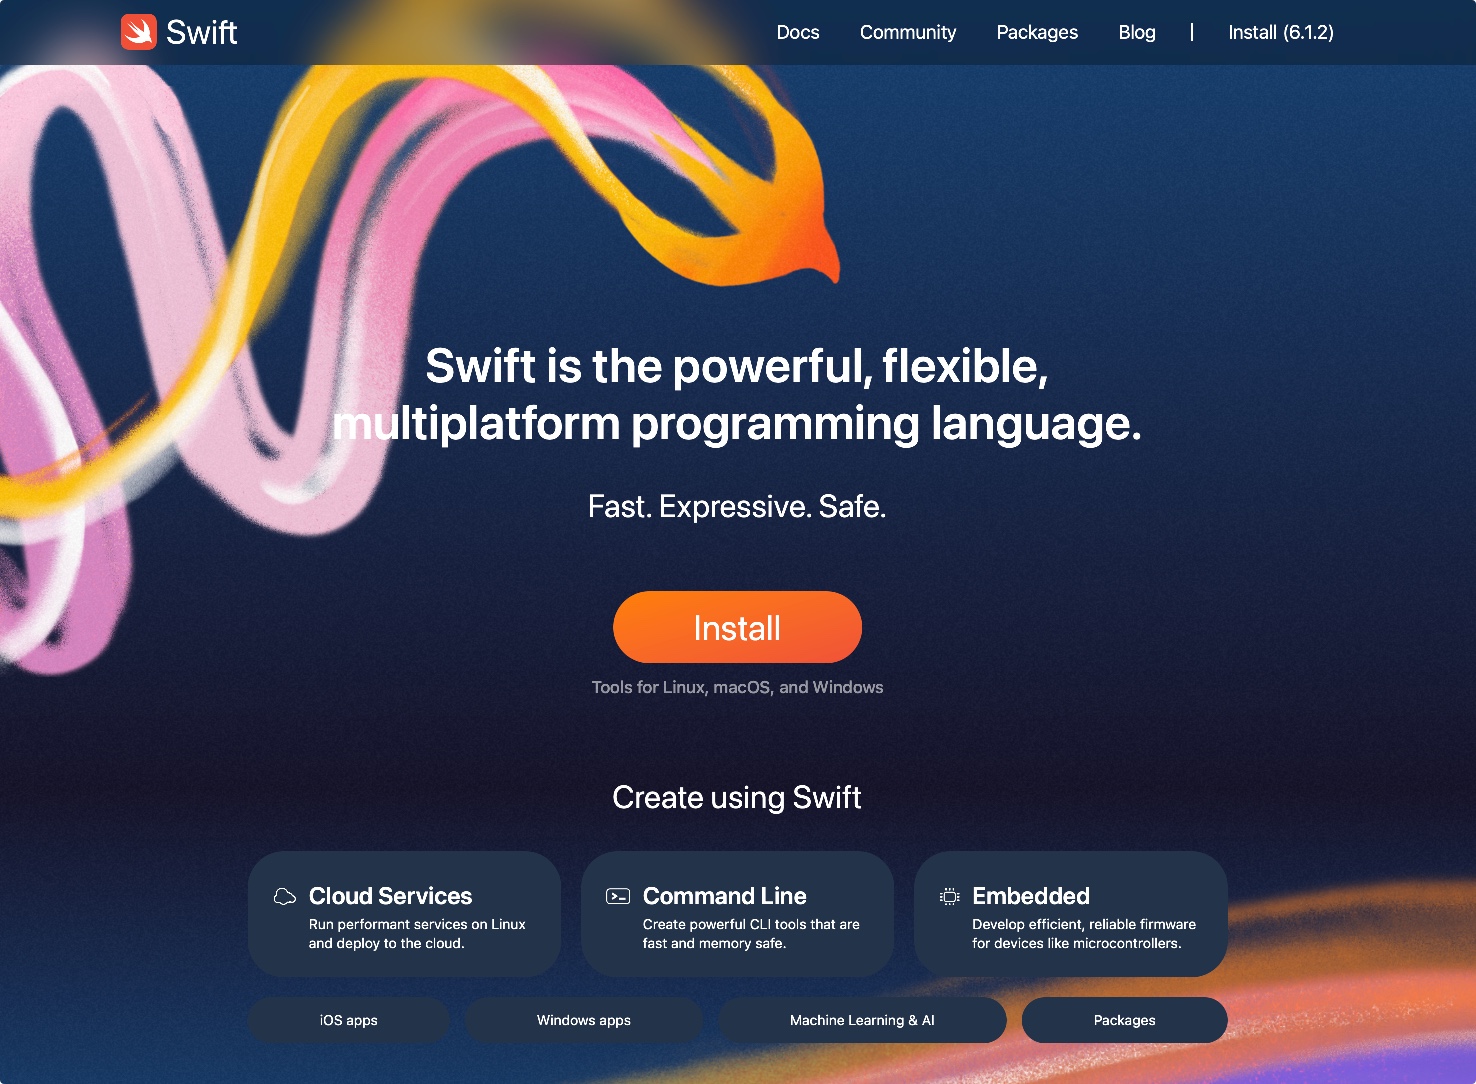 Swift
Docs
Community
Packages
Blog
|
Install (6.1.2)
Swift is the powerful, flexible,
multiplatform programming language.
Fast. Expressive. Safe.
Install
Tools for Linux, macOS, and Windows
Create using Swift
Cloud Services
Run performant services on Linux
and deploy to the cloud.
Command Line
Create powerful CLI tools that are
fast and memory safe.
Embedded
Develop efficient, reliable firmware
for devices like microcontrollers.
iOS apps
Windows apps
Machine Learning & AI
Packages